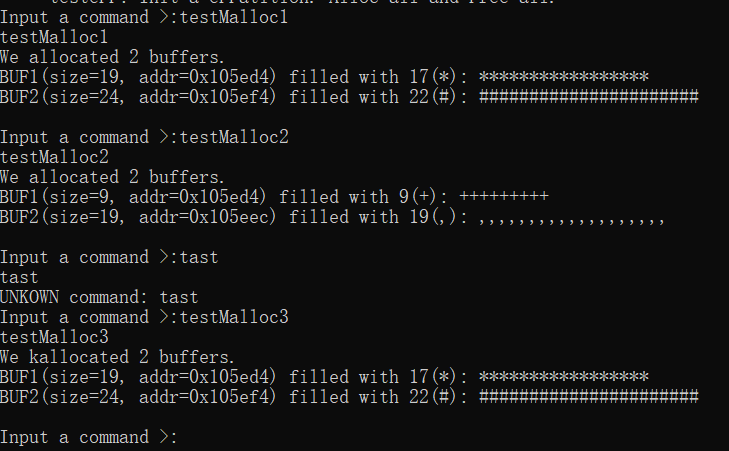 Input a command >:testMalloc1
testMalloc1
We allocated 2 buffers.
BUF1(size=19, addr=0x105ed4) filled with 17(*): *****************
BUF2(size=24, addr=0x105ef4) filled with 22(#): ######################
Input a command >:testMalloc2
testMalloc2
We allocated 2 buffers.
BUF1(size=9, addr=0x105ed4) filled with 9(+): +++++++++
BUF2(size=19, addr=0x105eec) filled with 19(,): ,,,,,,,,,,,,,,,,,,,
Input a command >:tast
tast
UNKOWN command: tast
Input a command >:testMalloc3
testMalloc3
We kallocated 2 buffers.
BUF1(size=19, addr=0x105ed4) filled with 17(*): *****************
BUF2(size=24, addr=0x105ef4) filled with 22(#): ######################
Input a command >: